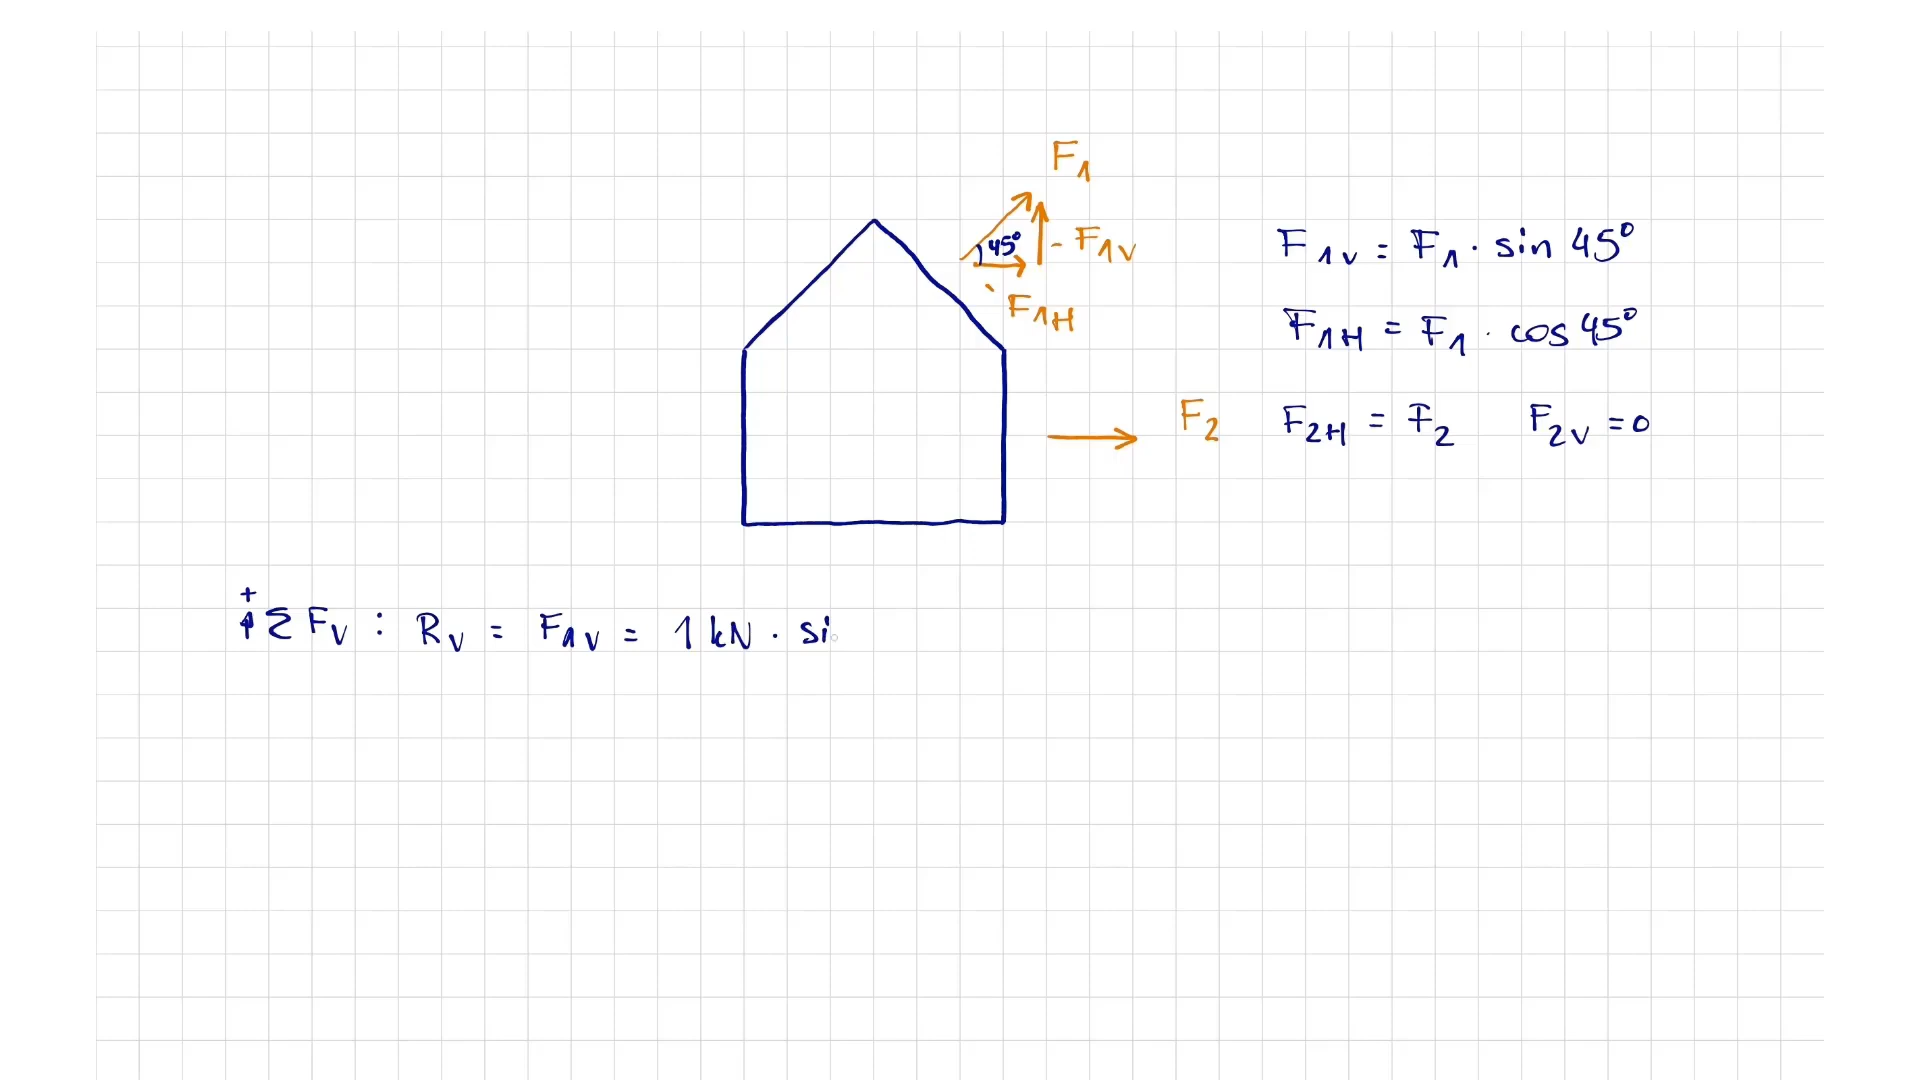 F1
45°
- F1V
F1H
F1V = F1 · sin 45°
F1H = F1 · cos 45°
F2
F2H = F2 F2V = 0
+
↑ Σ FV : RV = F1V = 1 kN · si